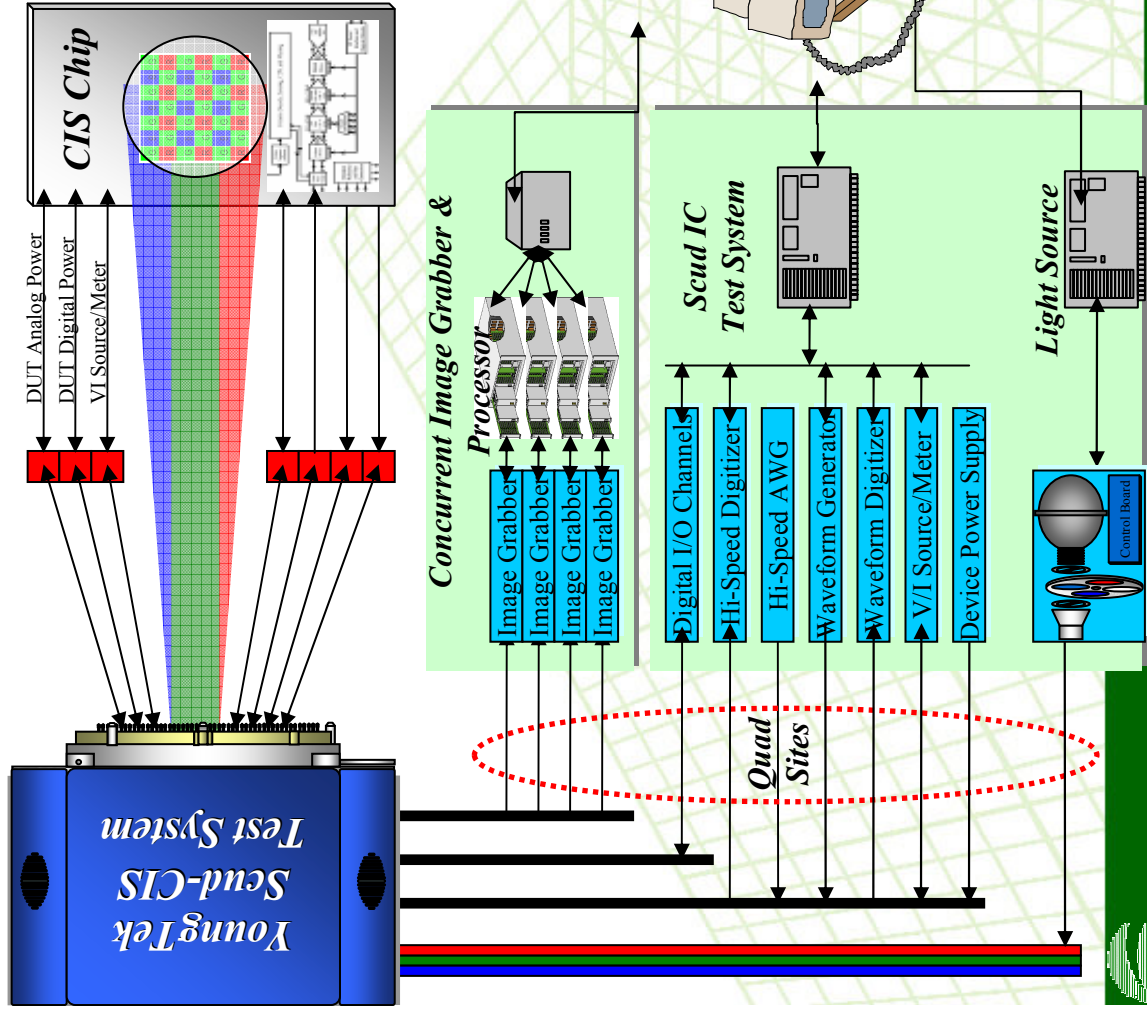 YoungTek
Scud-CIS
Test System
CIS Chip
DUT Analog Power
DUT Digital Power
VI Source/Meter
Concurrent Image Grabber &
Processor
Image Grabber
Image Grabber
Image Grabber
Image Grabber
Scud IC
Test System
Digital I/O Channels
Hi-Speed Digitizer
Hi-Speed AWG
Waveform Generator
Waveform Digitizer
V/I Source/Meter
Device Power Supply
Quad
Sites
Light Source
Control Board